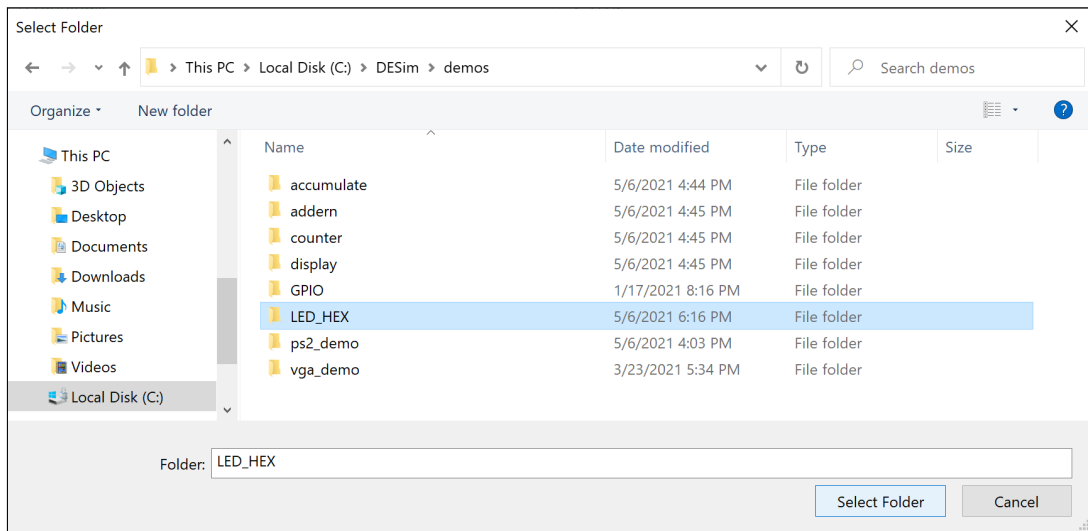 Select Folder
This PC > Local Disk (C:) > DESim > demos
Search demos
Organize
New folder
?
This PC
3D Objects
Desktop
Documents
Downloads
Music
Pictures
Videos
Local Disk (C:)
Name Date modified Type Size
accumulate 5/6/2021 4:44 PM File folder
addern 5/6/2021 4:45 PM File folder
counter 5/6/2021 4:45 PM File folder
display 5/6/2021 4:45 PM File folder
GPIO 1/17/2021 8:16 PM File folder
LED_HEX 5/6/2021 6:16 PM File folder
ps2_demo 5/6/2021 4:03 PM File folder
vga_demo 3/23/2021 5:34 PM File folder
Folder: LED_HEX
Select Folder Cancel